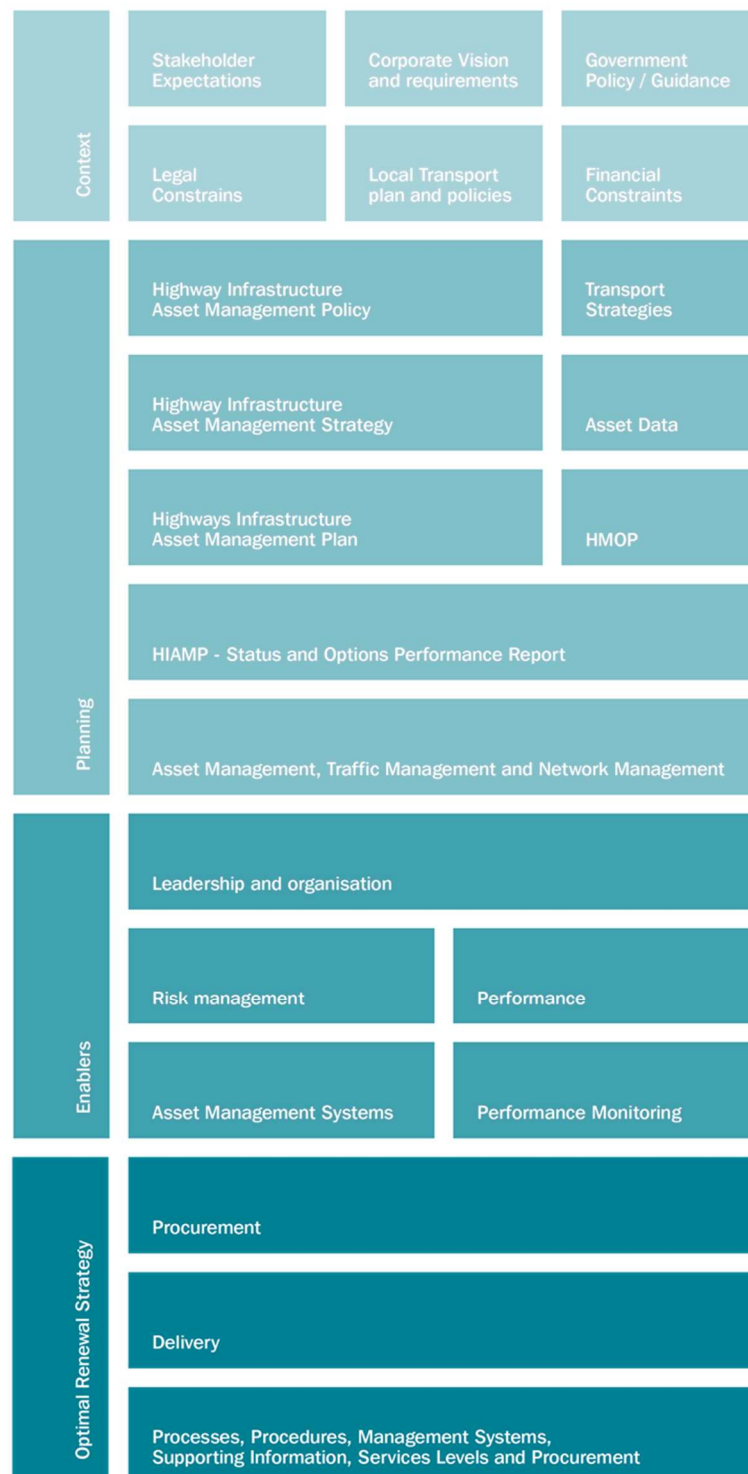 Context
Stakeholder
Expectations
Corporate Vision
and requirements
Government
Policy / Guidance
Legal
Constrains
Local Transport
plan and policies
Financial
Constraints
Planning
Highway Infrastructure
Asset Management Policy
Transport
Strategies
Highway Infrastructure
Asset Management Strategy
Asset Data
Highways Infrastructure
Asset Management Plan
HMOP
HIAMP - Status and Options Performance Report
Asset Management, Traffic Management and Network Management
Enablers
Leadership and organisation
Risk management
Performance
Asset Management Systems
Performance Monitoring
Optimal Renewal Strategy
Procurement
Delivery
Processes, Procedures, Management Systems,
Supporting Information, Services Levels and Procurement